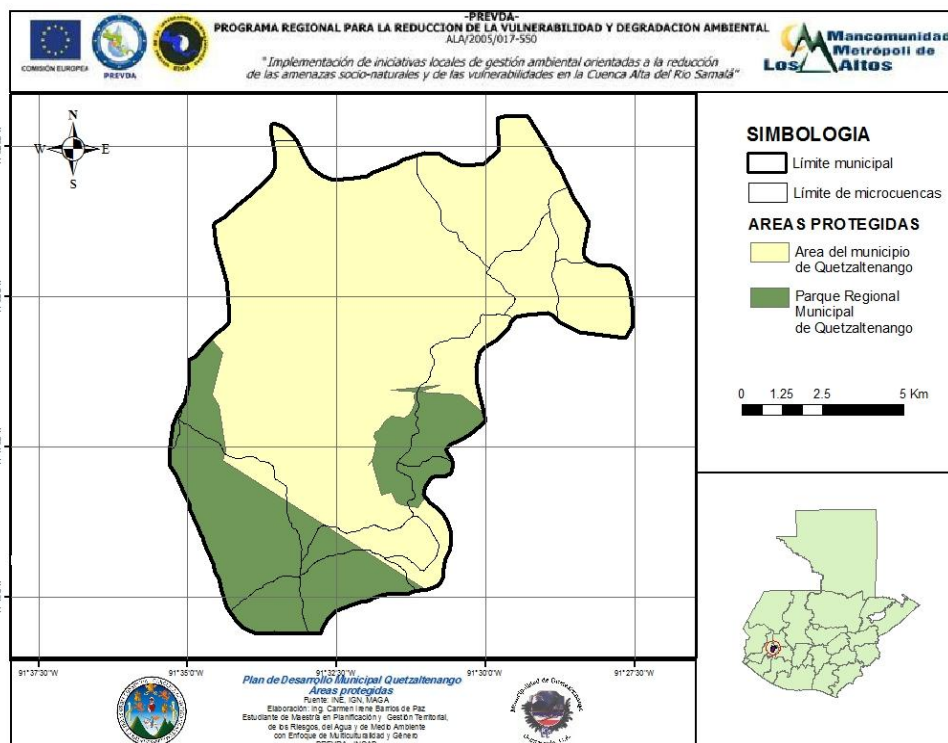 -PREVDA-
PROGRAMA REGIONAL PARA LA REDUCCION DE LA VULNERABILIDAD Y DEGRADACION AMBIENTAL
ALA/2005/017-550
"Implementación de iniciativas locales de gestión ambiental orientadas a la reducción
de las amenazas socio-naturales y de las vulnerabilidades en la Cuenca Alta del Rio Samalá"
COMISIÓN EUROPEA
PREVDA
Mancomunidad
Metrópoli de
Los Altos
N
W E
S
SIMBOLOGIA
Límite municipal
Límite de microcuencas
AREAS PROTEGIDAS
Area del municipio
de Quetzaltenango
Parque Regional
Municipal
de Quetzaltenango
0 1.25 2.5 5 Km
91°37'30"W 91°35'0"W 91°32'30"W 91°30'0"W 91°27'30"W
Plan de Desarrollo Municipal Quetzaltenango
Areas protegidas
Fuente: INE, IGN, MAGA
Elaboración: Ing. Carmen Irene Barrios de Paz
Estudiante de Maestría en Planificación y Gestión Territorial,
de los Riesgos, del Agua y de Medio Ambiente
con Enfoque de Multiculturalidad y Género